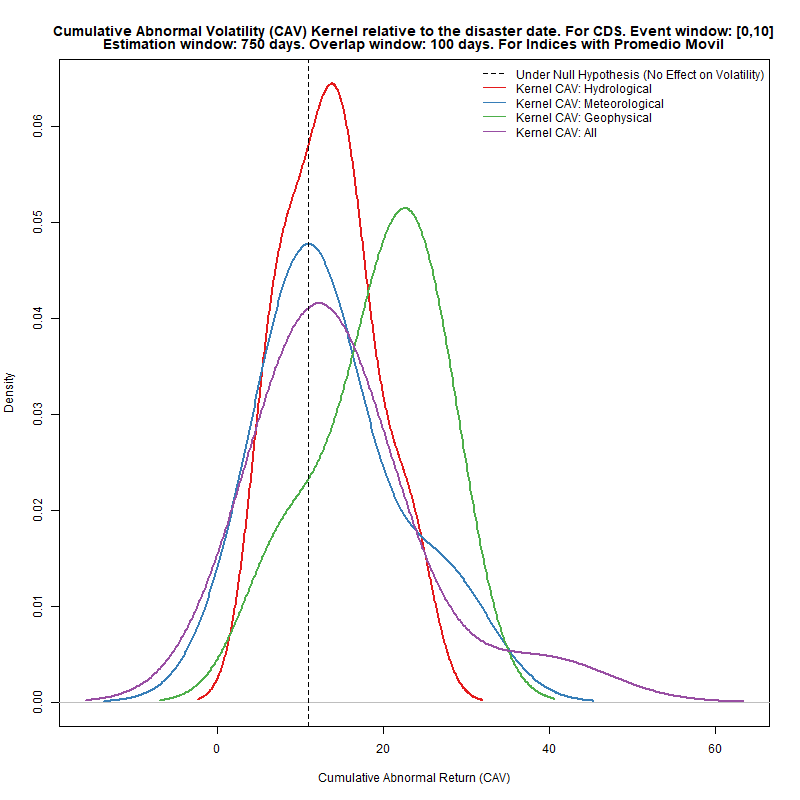 Cumulative Abnormal Volatility (CAV) Kernel relative to the disaster date. For CDS. Event window: [0,10]
Estimation window: 750 days. Overlap window: 100 days. For Indices with Promedio Movil
Under Null Hypothesis (No Effect on Volatility)
Kernel CAV: Hydrological
Kernel CAV: Meteorological
Kernel CAV: Geophysical
Kernel CAV: All
Density
0.06
0.05
0.04
0.03
0.02
0.01
0.00
0
20
40
60
Cumulative Abnormal Return (CAV)